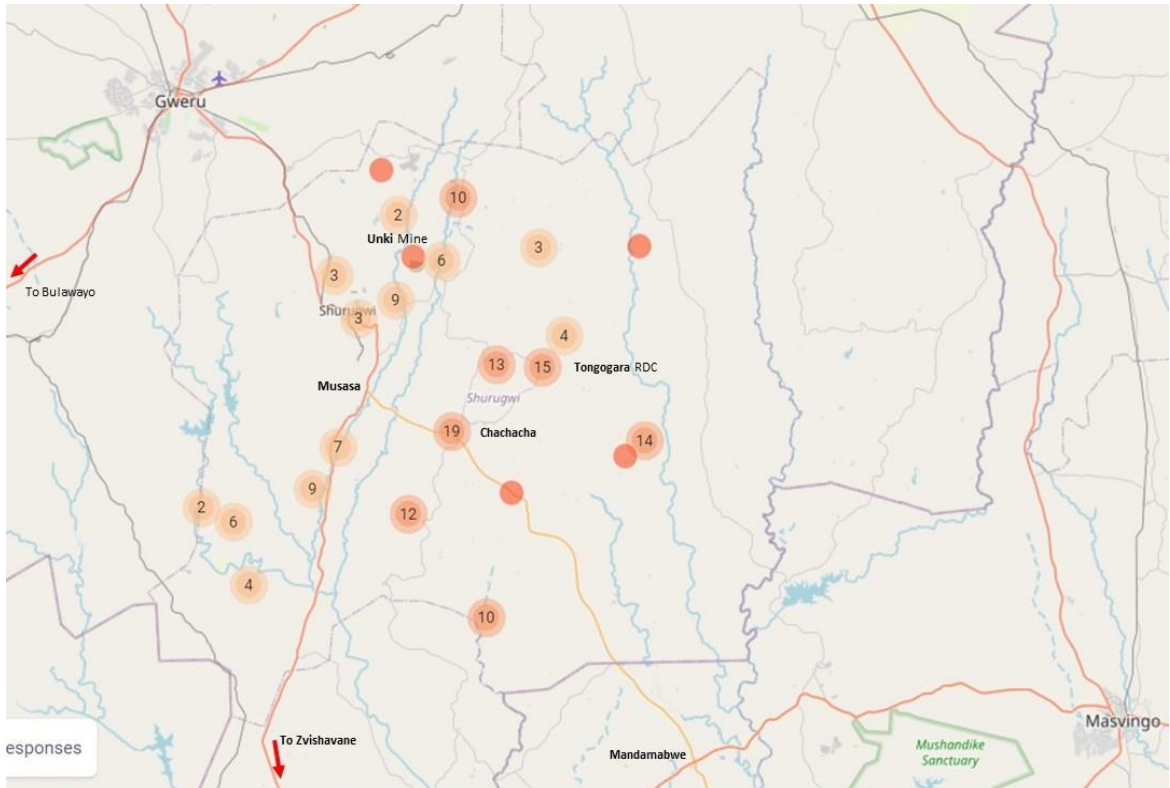 Gweru
10
2
Unki Mine
6
3
3
To Bulawayo
9
Shurugwi
3
4
13
15
Tongogara RDC
Musasa
Shurugwi
19
Chachacha
14
7
9
12
2
6
4
10
Masvingo
To Zvishavane
esponses
Mandamabwe
Mushandike
Sanctuary